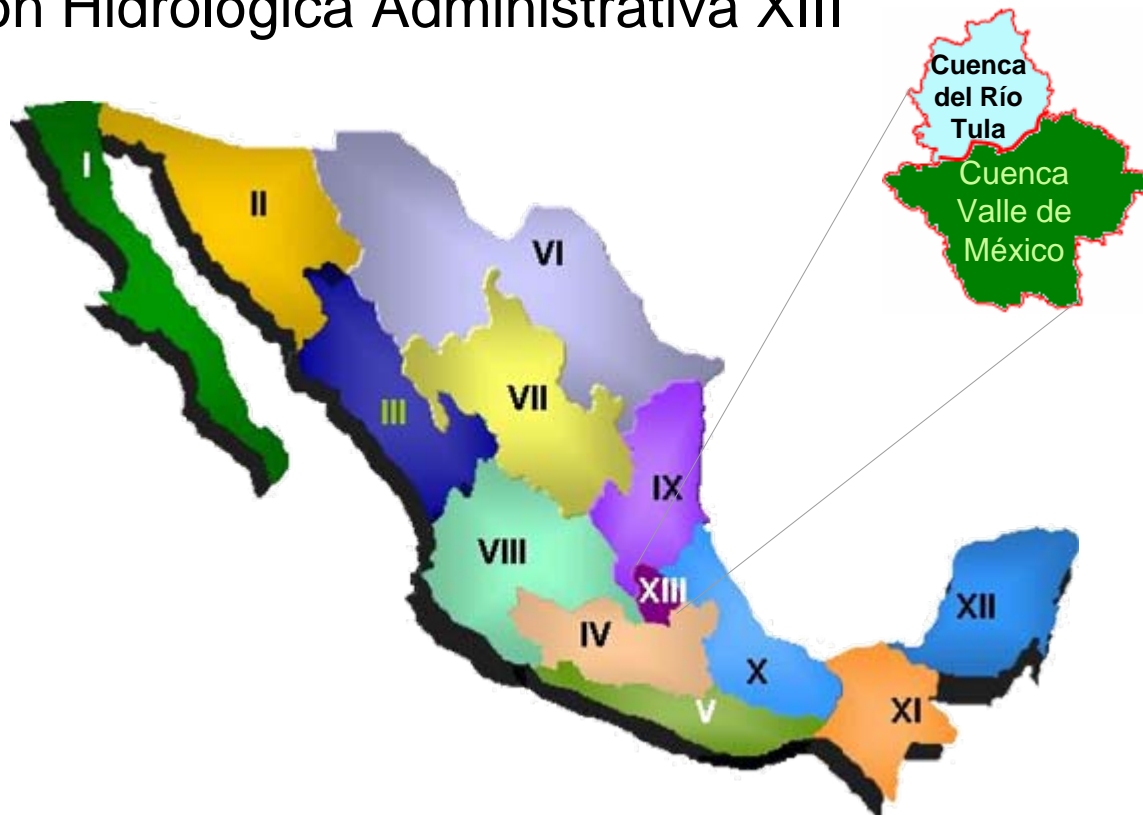 ón Hidrológica Administrativa XIII
Cuenca
del Río
Tula
Cuenca
Valle de
México
I
II
VI
III
VII
IX
VIII
XIII
IV
XII
X
V
XI